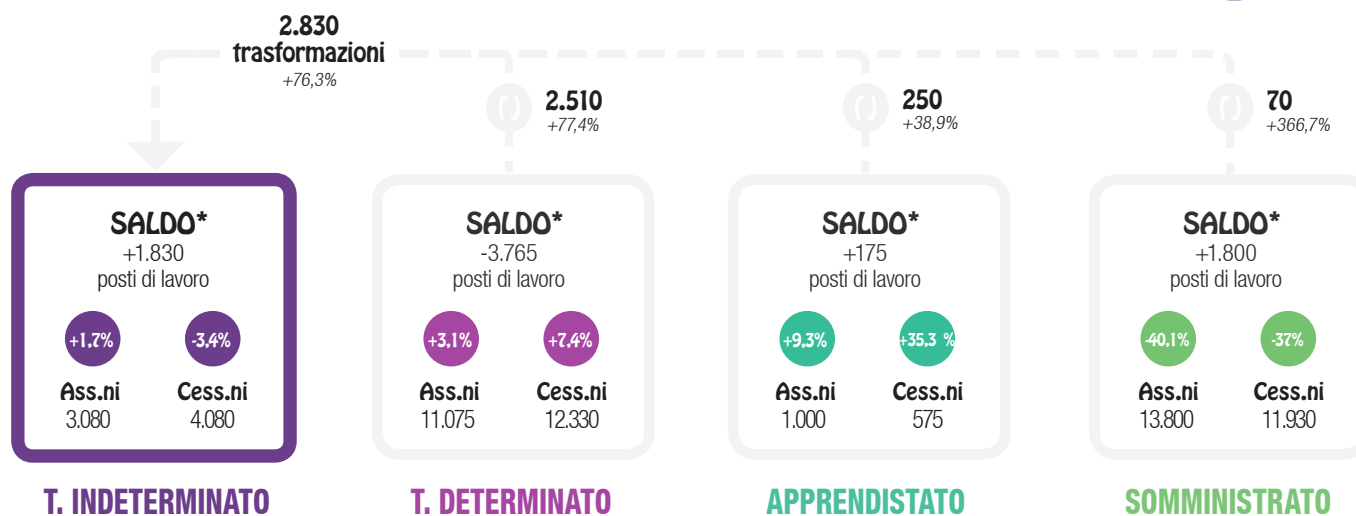 2.830
trasformazioni
+76,3%
2.510
+77,4%
250
+38,9%
70
+366,7%
SALDO*
+1.830
posti di lavoro
+1,7%
-3,4%
Ass.ni
Cess.ni
3.080
4.080
T. INDETERMINATO
SALDO*
-3.765
posti di lavoro
+3,1%
+7,4%
Ass.ni
Cess.ni
11.075
12.330
T. DETERMINATO
SALDO*
+175
posti di lavoro
+9,3%
+35.3 %
Ass.ni
Cess.ni
1.000
575
APPRENDISTATO
SALDO*
+1.800
posti di lavoro
-40,1%
-37%
Ass.ni
Cess.ni
13.800
11.930
SOMMINISTRATO